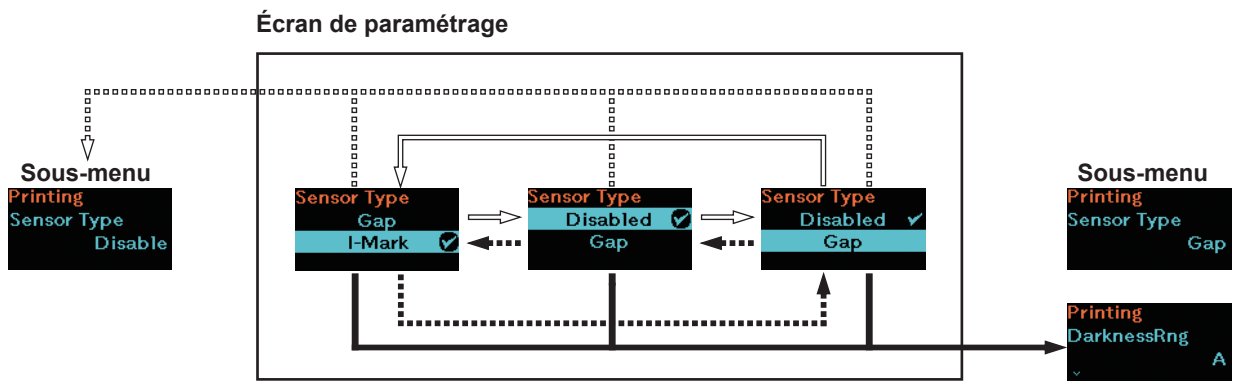 Écran de paramétrage
Sous-menu
Printing
Sensor Type
Disable
Sensor Type
Gap
I-Mark
Sensor Type
Disabled
Gap
Sensor Type
Disabled
Gap
Sous-menu
Printing
Sensor Type
Gap
Printing
DarknessRng
A